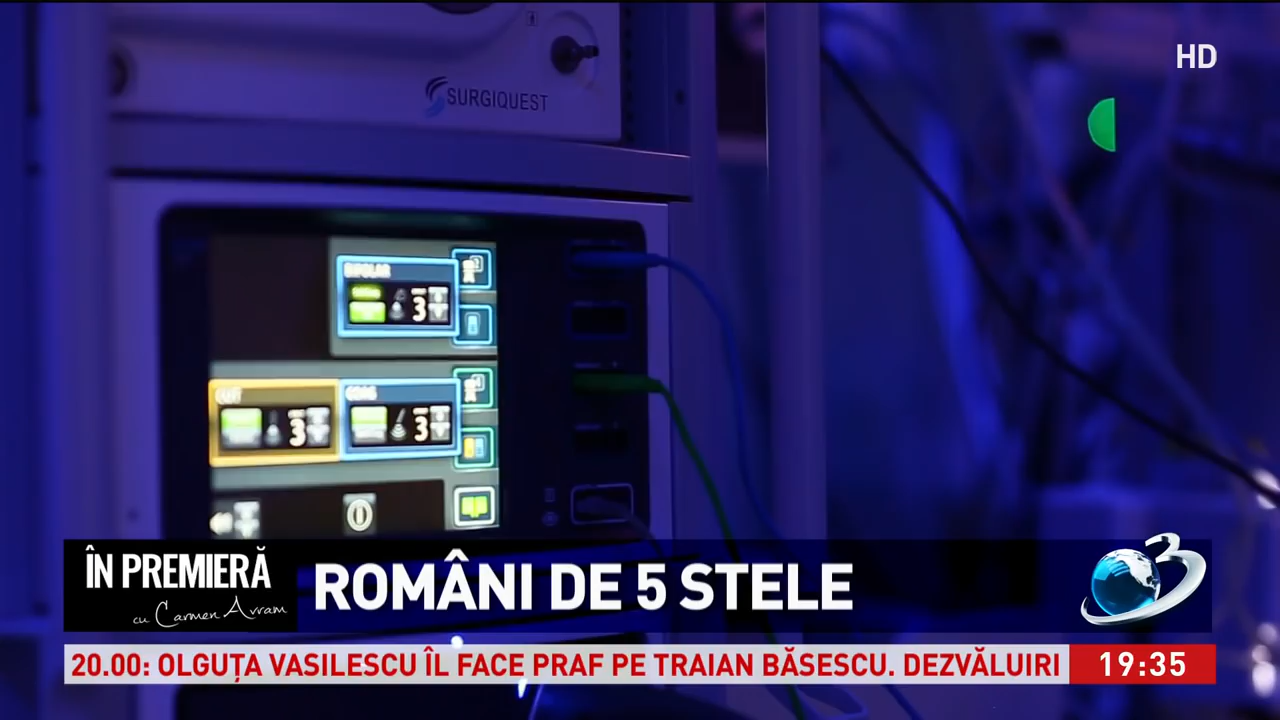 HD
SURGIQUEST
BIPOLAR
3
CUT
3
COAG
3
ÎN PREMIERĂ
cu Carmen Avram
ROMÂNI DE 5 STELE
3
20.00: OLGUȚA VASILESCU ÎL FACE PRAF PE TRAIAN BĂSESCU. DEZVĂLUIRI
19:35